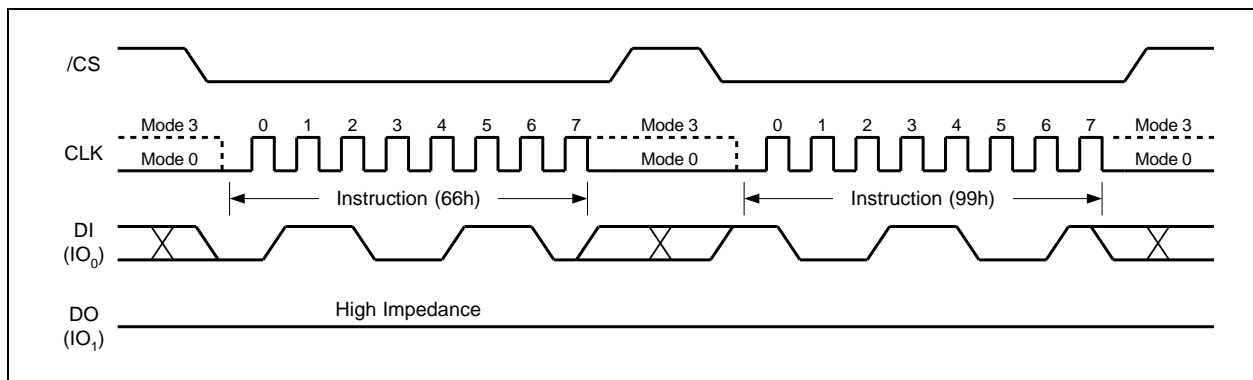 /CS
Mode 3 0 1 2 3 4 5 6 7 Mode 3 0 1 2 3 4 5 6 7 Mode 3
CLK Mode 0 Mode 0 Mode 0
Instruction (66h) Instruction (99h)
DI
(IO0)
High Impedance
DO
(IO1)